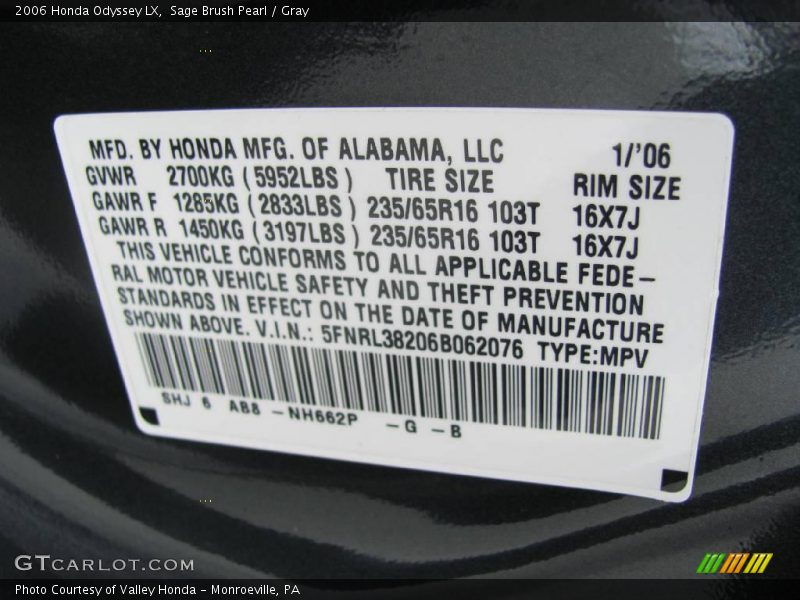 2006 Honda Odyssey LX,  Sage Brush Pearl / Gray
MFD. BY HONDA MFG. OF ALABAMA, LLC 1/'06
GVWR 2700KG (5952LBS) TIRE SIZE RIM SIZE
GAWR F 1285KG (2833LBS) 235/65R16 103T 16X7J
GAWR R 1450KG (3197LBS) 235/65R16 103T 16X7J
THIS VEHICLE CONFORMS TO ALL APPLICABLE FEDE-
RAL MOTOR VEHICLE SAFETY AND THEFT PREVENTION
STANDARDS IN EFFECT ON THE DATE OF MANUFACTURE
SHOWN ABOVE. V.I.N.: 5FNRL38206B062076 TYPE:MPV
SHJ 6 AB8 -NH662P -G -B
GTCARLOT.COM
Photo Courtesy of Valley Honda - Monroeville, PA